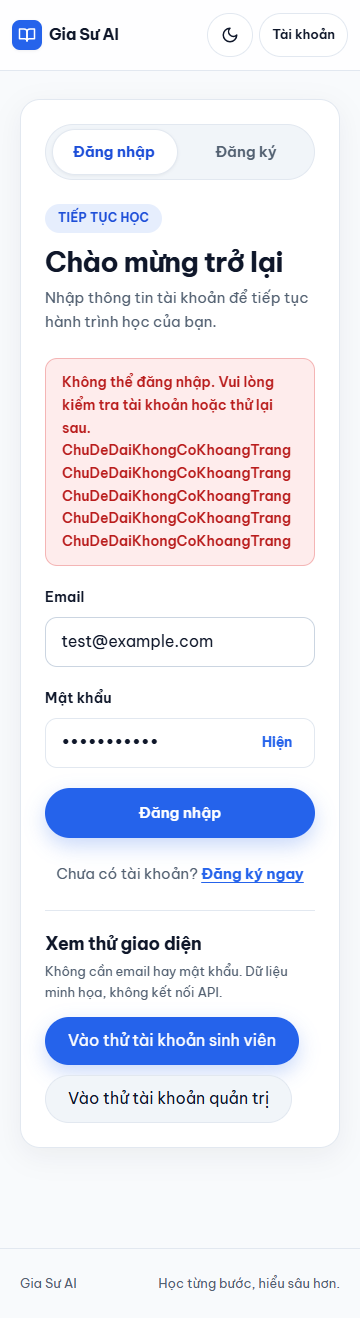 Gia Sư AI
Tài khoản
Đăng nhập
Đăng ký
TIẾP TỤC HỌC
Chào mừng trở lại
Nhập thông tin tài khoản để tiếp tục
hành trình học của bạn.
Không thể đăng nhập. Vui lòng
kiểm tra tài khoản hoặc thử lại
sau.
ChuDeDaiKhongCoKhoangTrang
ChuDeDaiKhongCoKhoangTrang
ChuDeDaiKhongCoKhoangTrang
ChuDeDaiKhongCoKhoangTrang
ChuDeDaiKhongCoKhoangTrang
Email
test@example.com
Mật khẩu
•••••••••••
Hiện
Đăng nhập
Chưa có tài khoản? Đăng ký ngay
Xem thử giao diện
Không cần email hay mật khẩu. Dữ liệu
minh họa, không kết nối API.
Vào thử tài khoản sinh viên
Vào thử tài khoản quản trị
Gia Sư AI
Học từng bước, hiểu sâu hơn.